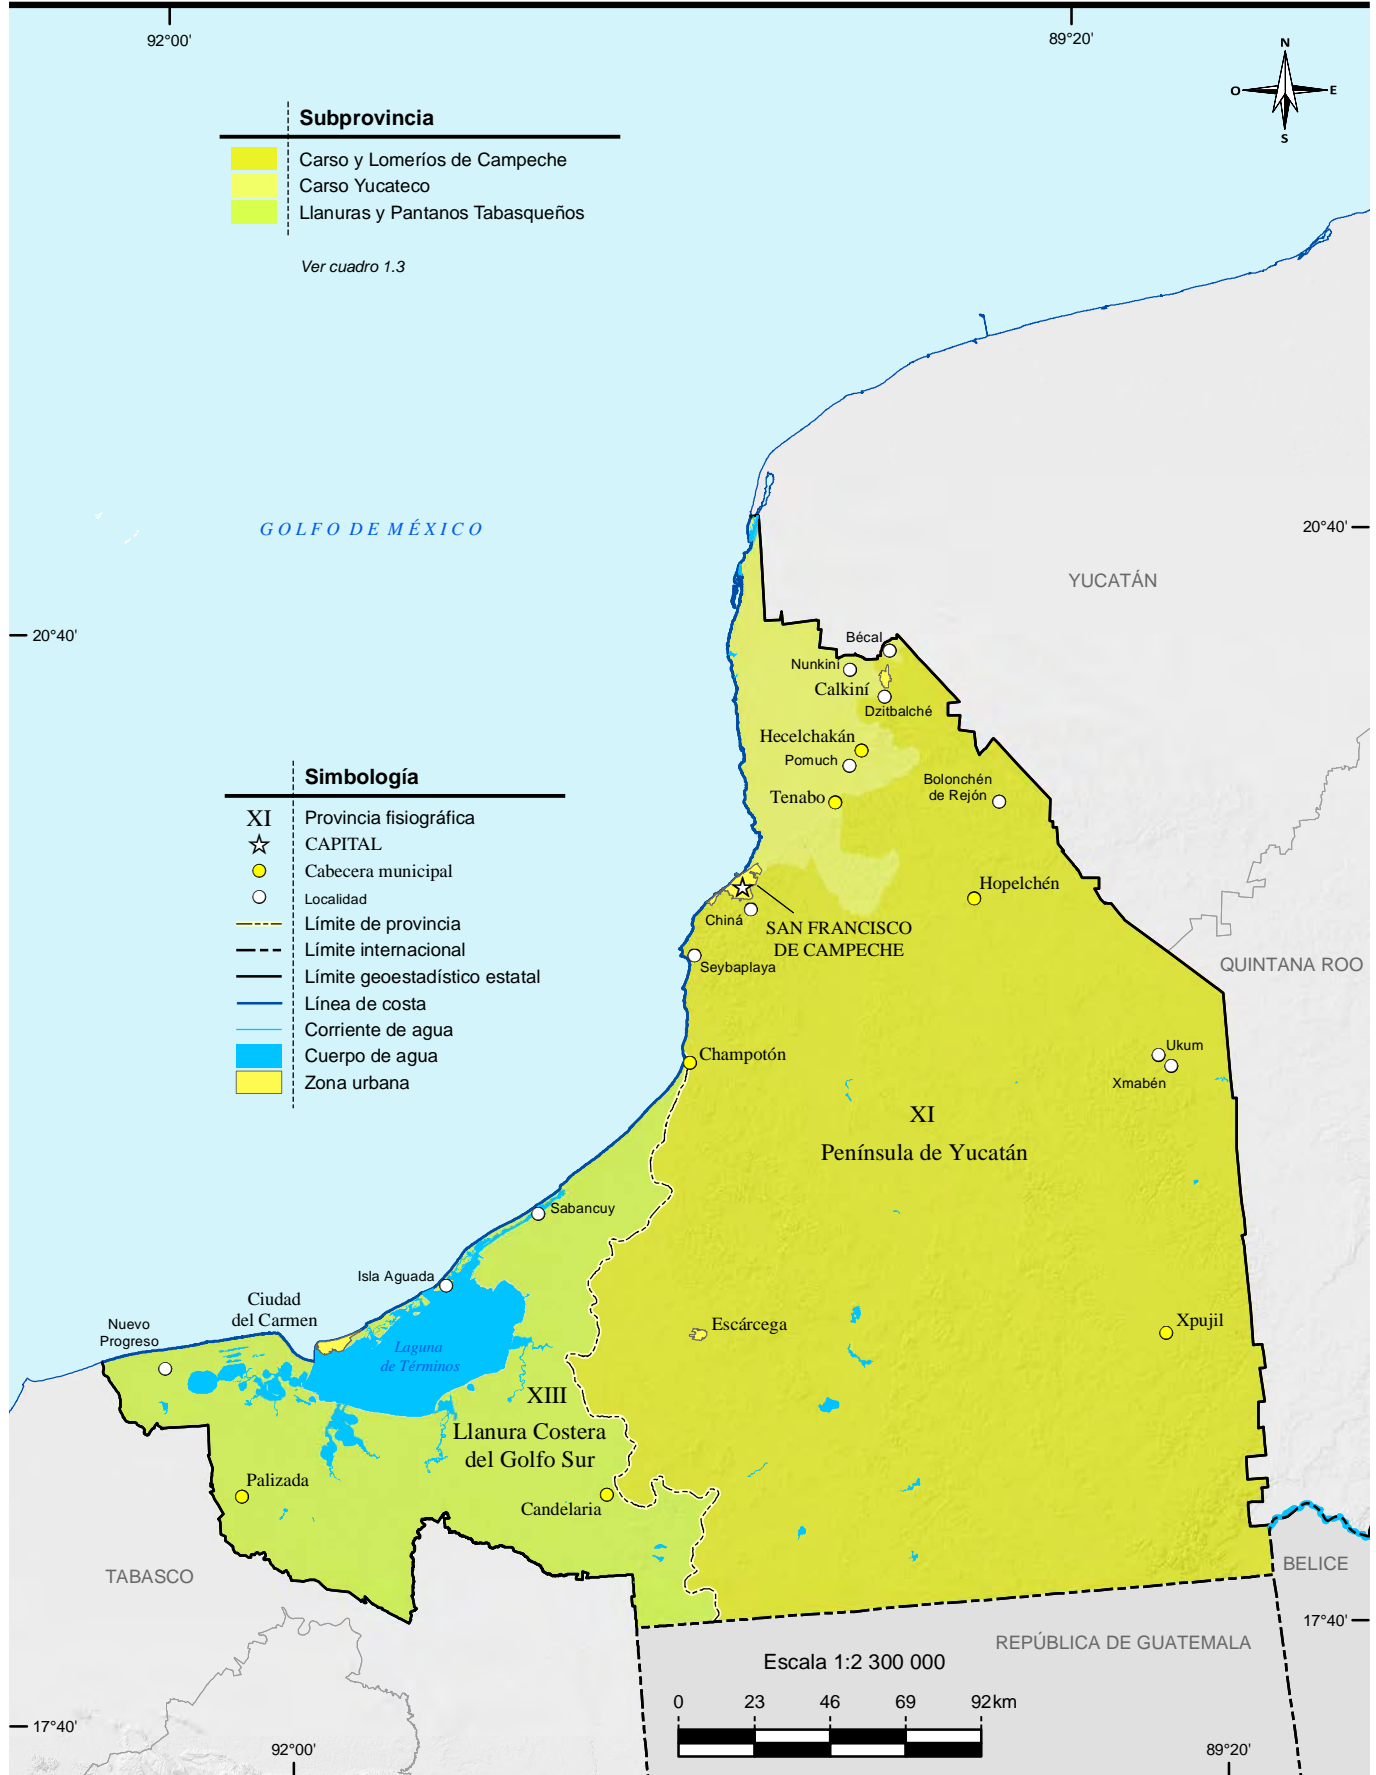 92°00'
89°20'
N
O
E
S
Subprovincia
Carso y Lomeríos de Campeche
Carso Yucateco
Llanuras y Pantanos Tabasqueños
Ver cuadro 1.3
GOLFO DE MÉXICO
20°40'
YUCATÁN
20°40'
Bécal
Nunkiní
Calkiní
Dzitbalché
Hecelchakán
Pomuch
Tenabo
Bolonchén
de Rejón
Simbología
XI Provincia fisiográfica
CAPITAL
Cabecera municipal
Localidad
Límite de provincia
Límite internacional
Límite geoestadístico estatal
Línea de costa
Corriente de agua
Cuerpo de agua
Zona urbana
Hopelchén
Chiná
SAN FRANCISCO
DE CAMPECHE
Seybaplaya
QUINTANA ROO
Champotón
Ukum
Xmabén
XI
Península de Yucatán
Sabancuy
Isla Aguada
Ciudad
del Carmen
Nuevo
Progreso
Laguna
de Términos
Escárcega
Xpujil
XIII
Llanura Costera
del Golfo Sur
Palizada
Candelaria
TABASCO
BELICE
17°40'
REPÚBLICA DE GUATEMALA
Escala 1:2 300 000
0 23 46 69 92 km
17°40'
92°00'
89°20'